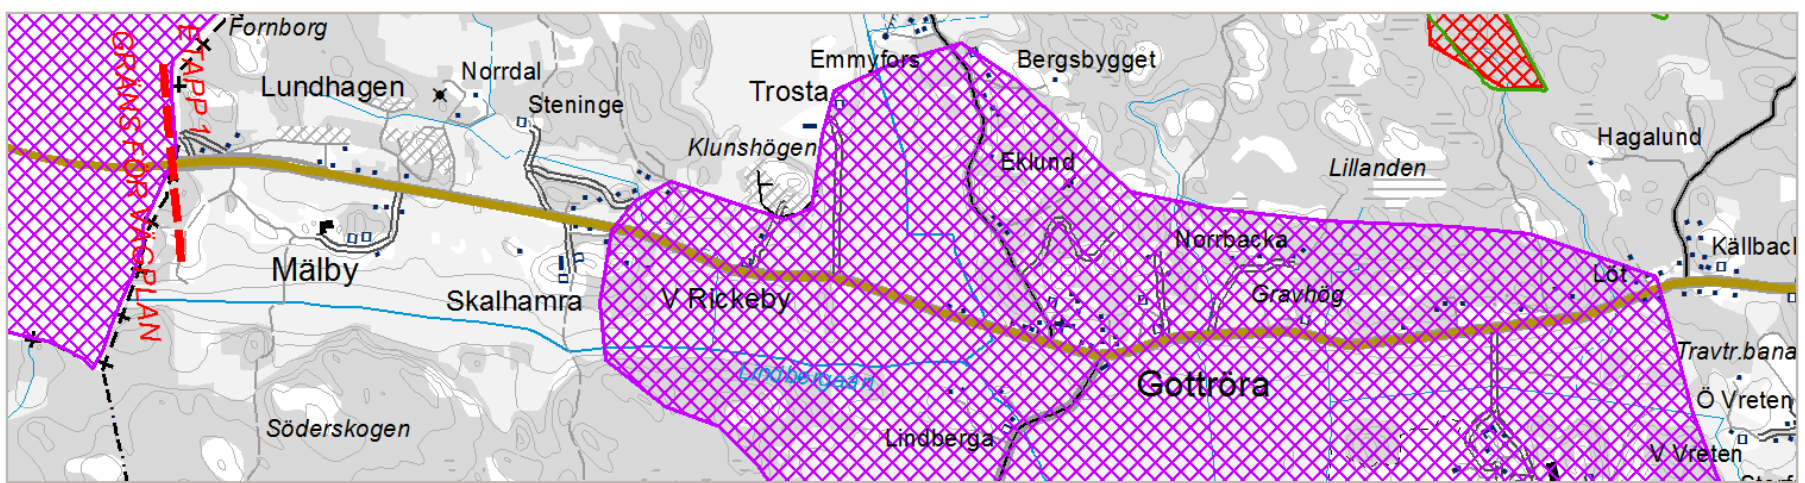 Fornborg
ETAPP 1
GRÄNS FÖR VÄGPLAN
Lundhagen
Norrdal
Steninge
Emmyfors
Trosta
Klunshögen
Bergsbygget
Eklund
Lillanden
Hagalund
Mälby
Skalhamra
V Rickeby
Norrbacka
Gravhög
Löt
Källbacl
Lindbergaån
Gottröra
Travtr.bana
Ö Vreten
Söderskogen
Lindberga
V Vreten